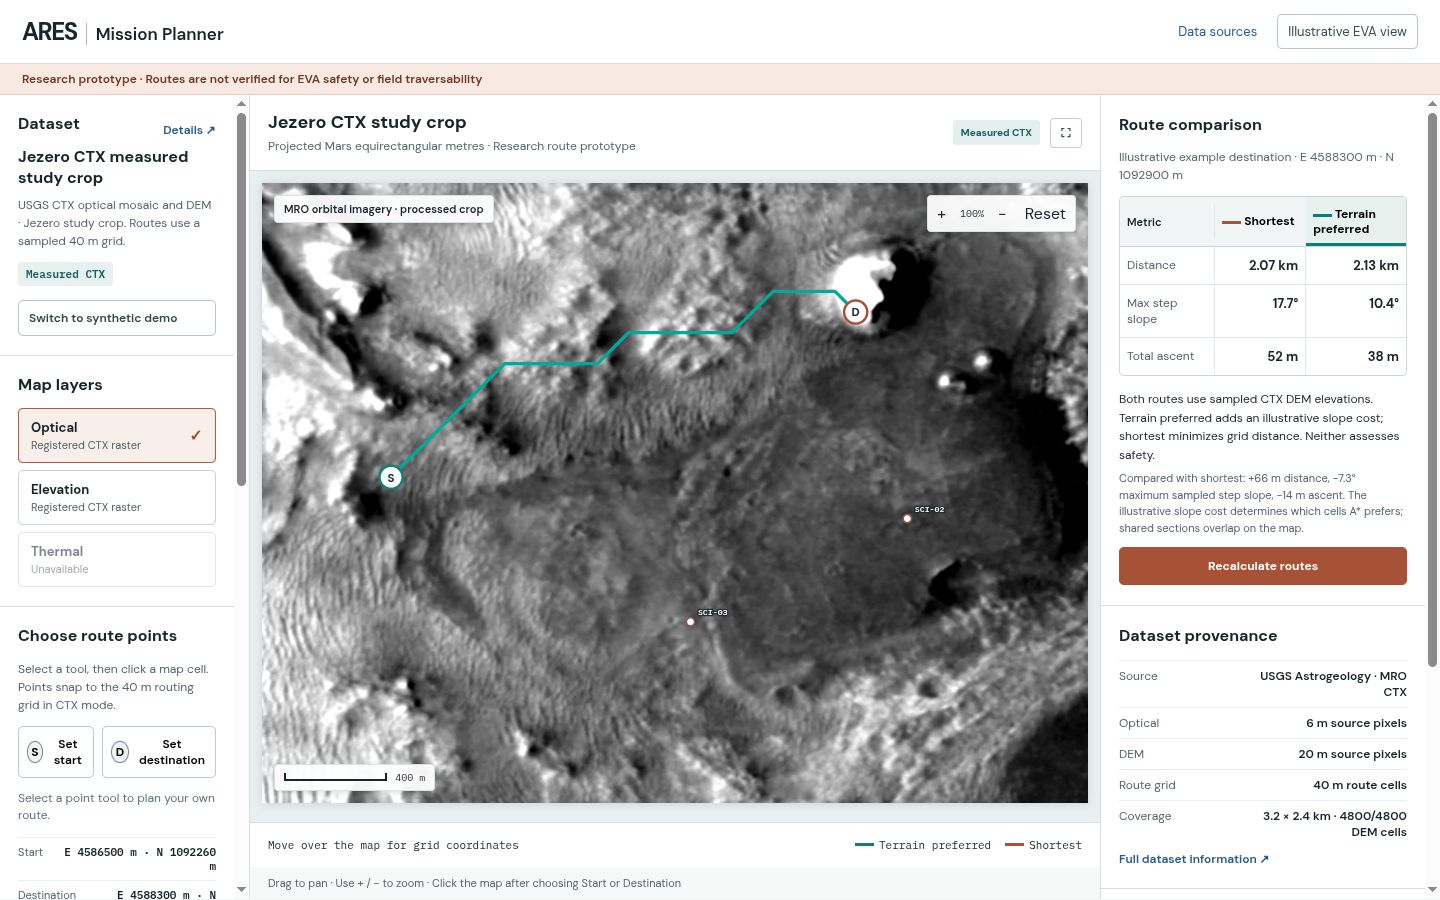 ARES Mission Planner
Data sources
Illustrative EVA view
Research prototype · Routes are not verified for EVA safety or field traversability
Dataset
Details ↗
Jezero CTX measured
study crop
USGS CTX optical mosaic and DEM
· Jezero study crop. Routes use a
sampled 40 m grid.
Measured CTX
Switch to synthetic demo
Map layers
Optical
Registered CTX raster
✓
Elevation
Registered CTX raster
Thermal
Unavailable
Choose route points
Select a tool, then click a map cell.
Points snap to the 40 m routing
grid in CTX mode.
S Set
start
D Set
destination
Select a point tool to plan your own
route.
Start E 4586500 m · N 1092260
m
Destination E 4588300 m · N
Jezero CTX study crop
Projected Mars equirectangular metres · Research route prototype
Measured CTX
MRO orbital imagery · processed crop
+ 100% − Reset
D
S
SCI-02
SCI-03
400 m
Move over the map for grid coordinates
Terrain preferred
Shortest
Drag to pan · Use + / − to zoom · Click the map after choosing Start or Destination
Route comparison
Illustrative example destination · E 4588300 m · N
1092900 m
Metric Shortest Terrain
preferred
Distance 2.07 km 2.13 km
Max step
slope 17.7° 10.4°
Total ascent 52 m 38 m
Both routes use sampled CTX DEM elevations.
Terrain preferred adds an illustrative slope cost;
shortest minimizes grid distance. Neither assesses
safety.
Compared with shortest: +66 m distance, −7.3°
maximum sampled step slope, −14 m ascent. The
illustrative slope cost determines which cells A* prefers;
shared sections overlap on the map.
Recalculate routes
Dataset provenance
Source USGS Astrogeology · MRO
CTX
Optical 6 m source pixels
DEM 20 m source pixels
Route grid 40 m route cells
Coverage 3.2 × 2.4 km · 4800/4800
DEM cells
Full dataset information ↗